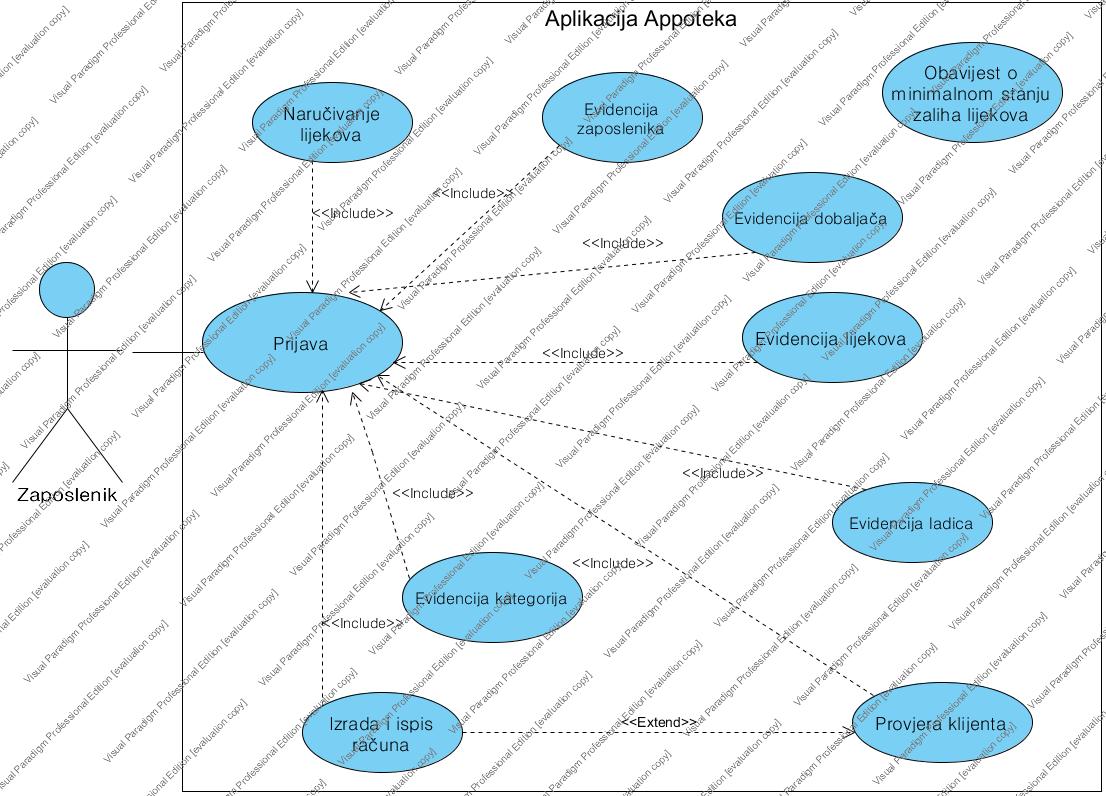 Aplikacija Appoteka
Naručivanje
lijekova
Evidencija
zaposlenika
Obavijest o
minimalnom stanju
zaliha lijekova
<<Include>>
<<Include>>
Evidencija dobaljača
<<Include>>
Prijava
Evidencija lijekova
<<Include>>
Zaposlenik
<<Include>>
<<Include>>
Evidencija ladica
<<Include>>
Evidencija kategorija
<<Include>>
Izrada i ispis
računa
<<Extend>>
Provjera klijenta
Visual Paradigm Professional Edition [evaluation copy]